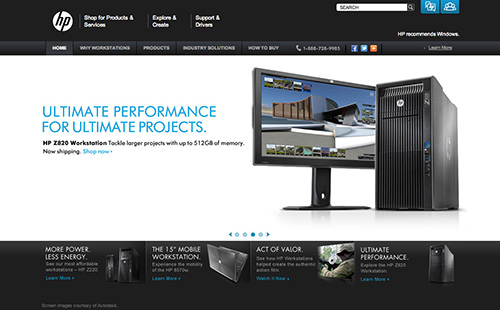 hp
Shop for Products &
Services
Explore &
Create
Support &
Drivers
SEARCH
HP recommends Windows.
HOME
WHY WORKSTATIONS
PRODUCTS
INDUSTRY SOLUTIONS
HOW TO BUY
1-888-728-9985
Learn More
ULTIMATE PERFORMANCE
FOR ULTIMATE PROJECTS.
HP Z820 Workstation Tackle larger projects with up to 512GB of memory.
Now shipping. Shop now ›
MORE POWER.
LESS ENERGY.
See our most affordable
workstations – HP Z220.
Learn More ›
THE 15" MOBILE
WORKSTATION.
Experience the mobility
of the HP 8570w.
Learn More ›
ACT OF VALOR.
See how HP Workstations
helped create the authentic
action film.
Watch it Now ›
ULTIMATE
PERFORMANCE.
Explore the HP Z820
Workstation.
Learn More ›
Screen images courtesy of Autodesk.